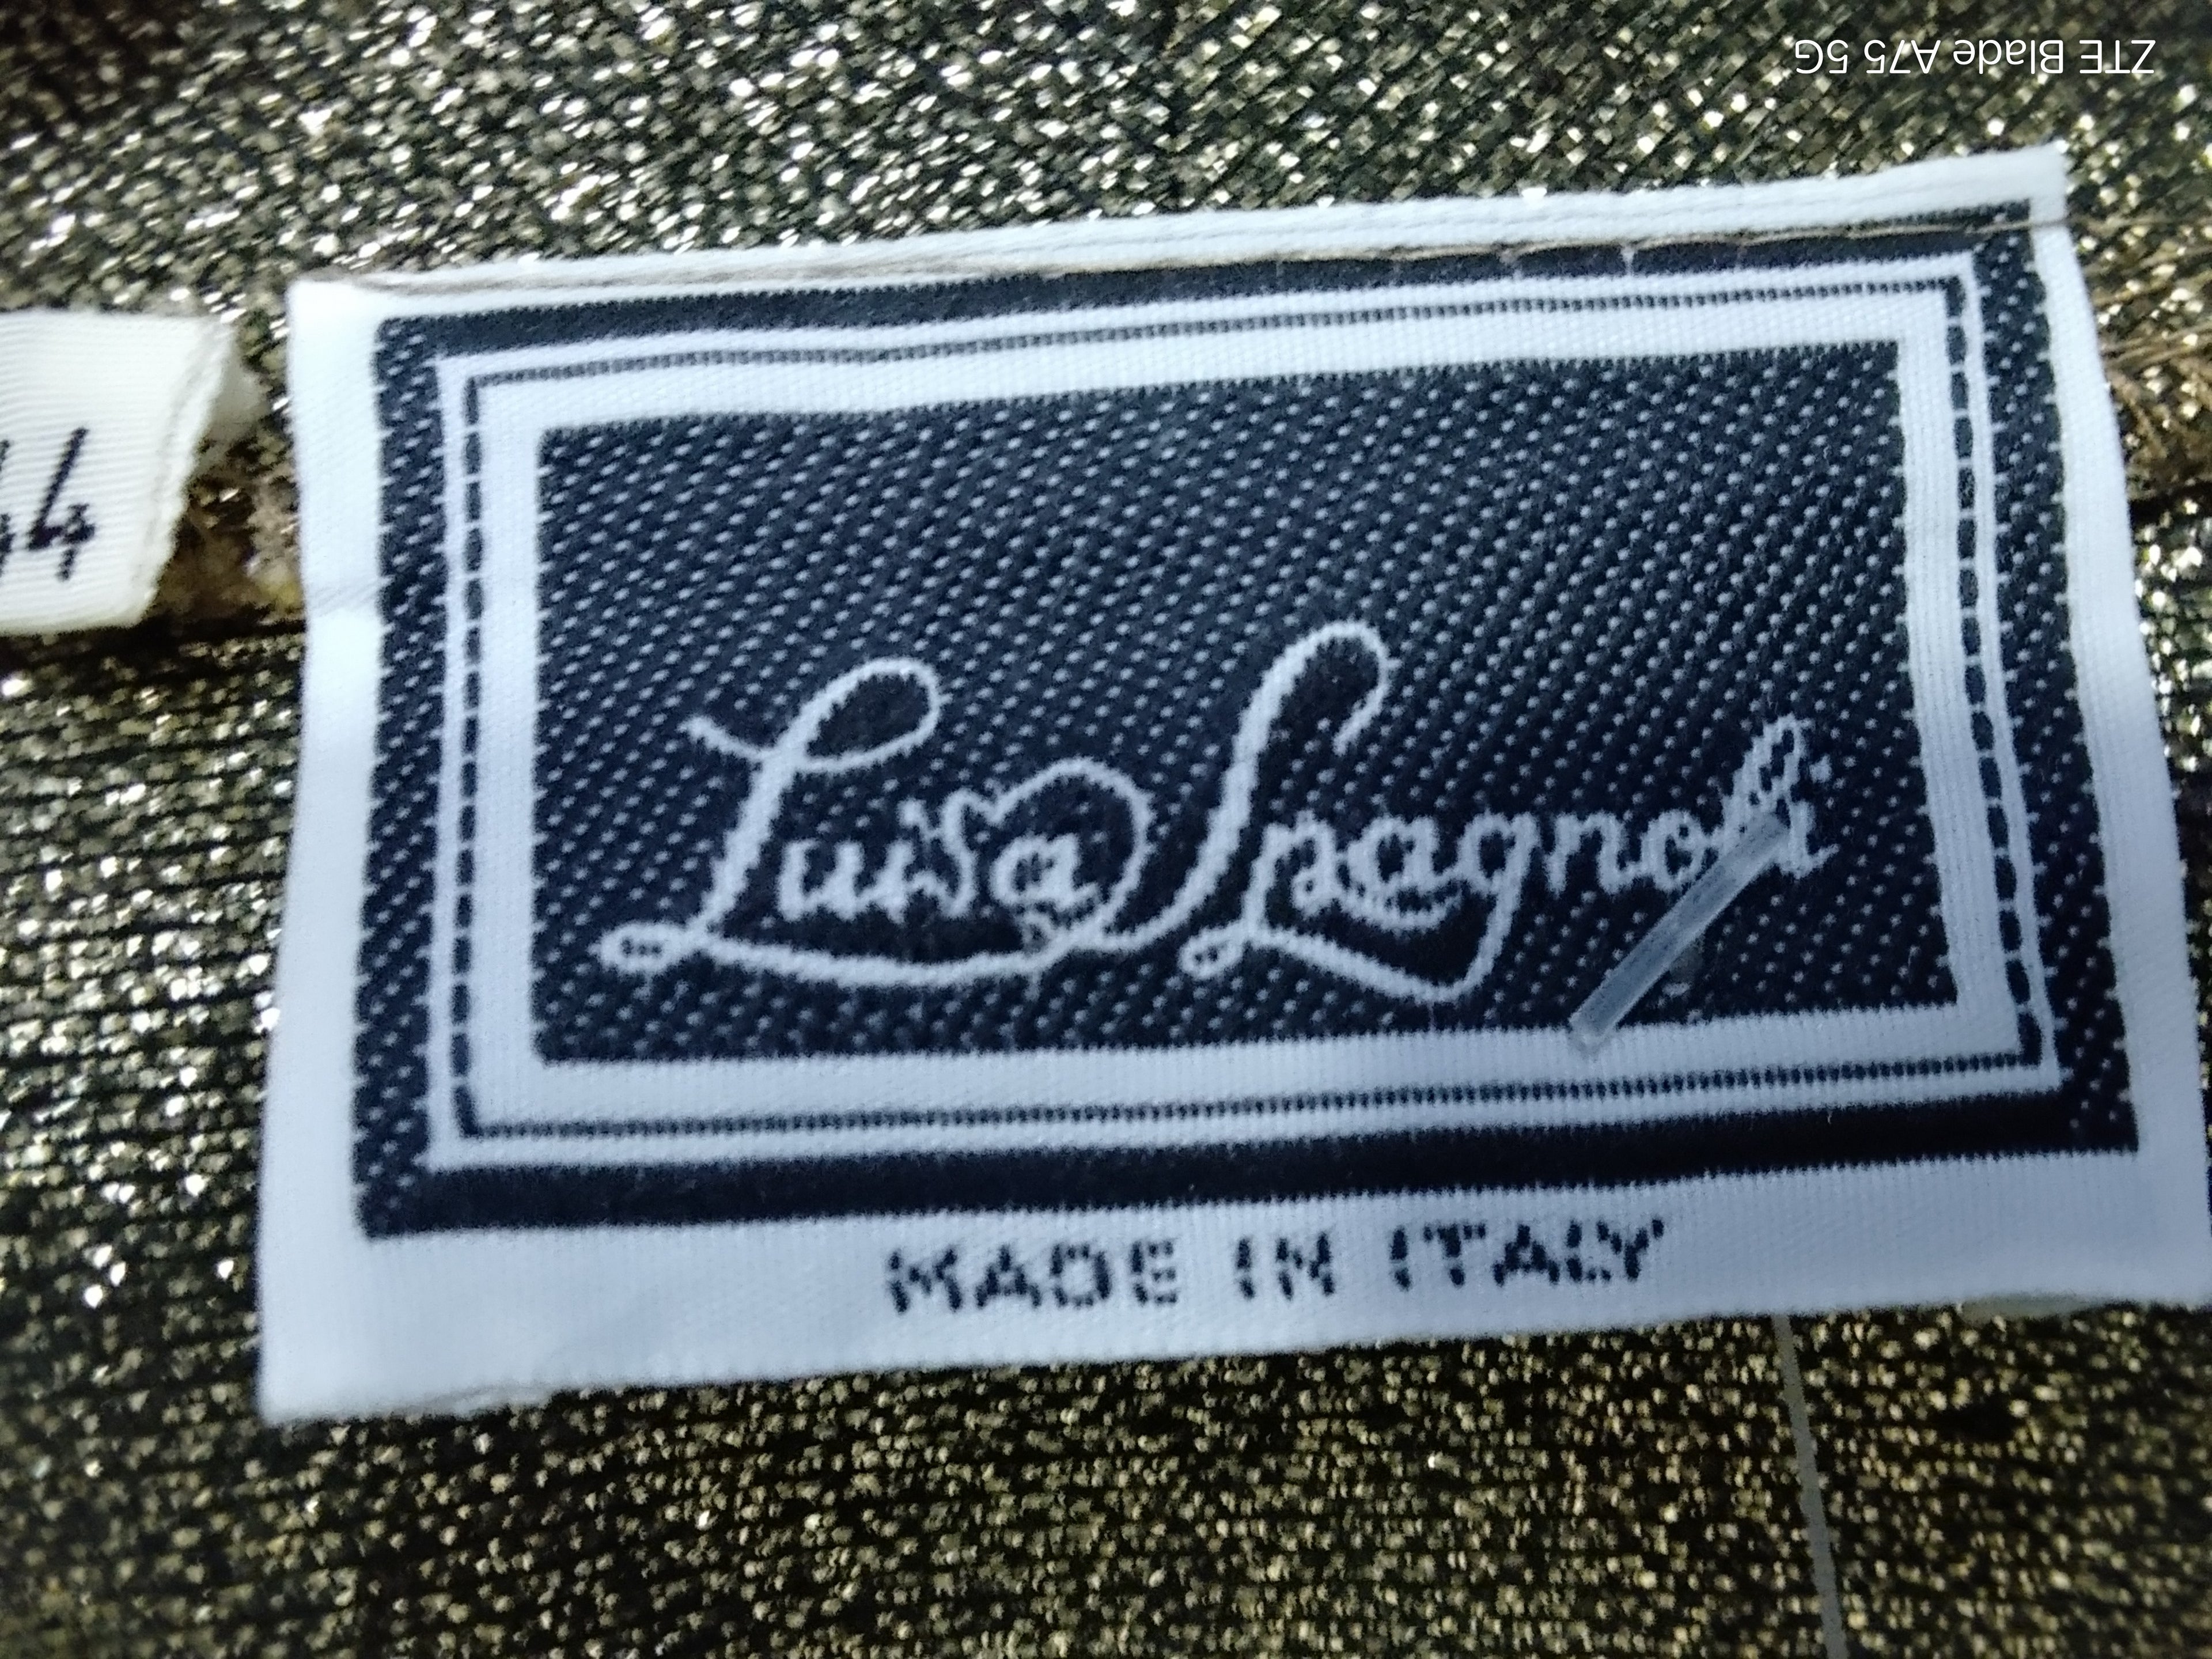 ZTE Blade A75 5G
44
Luisa Spagnoli
MADE IN ITALY